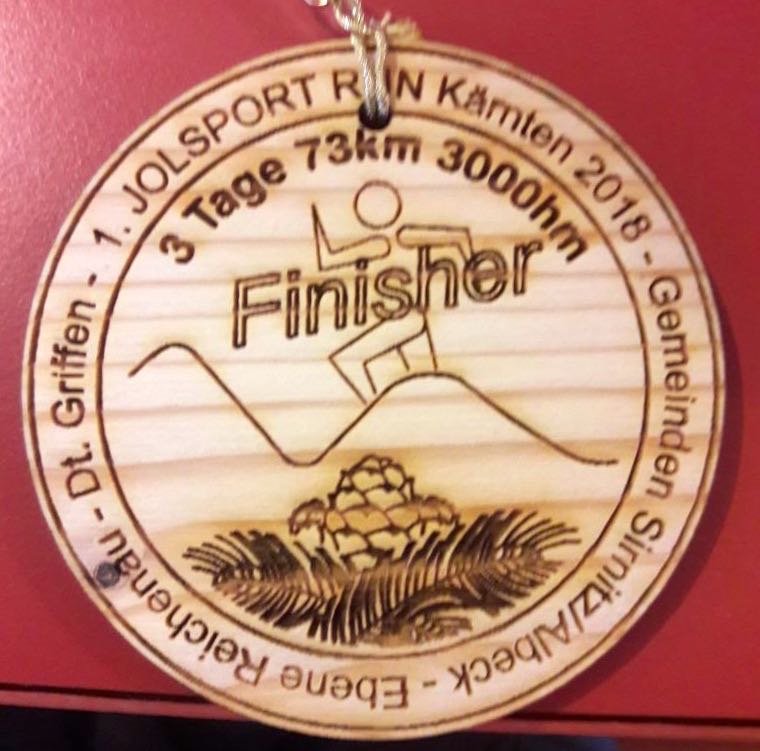 1. JOLSPORT RUN Kärnten 2018 - Gemeinden Sirnitz/Albeck - Ebene Reichenau - Dt. Griffen -
3 Tage 73km 3000hm
Finisher